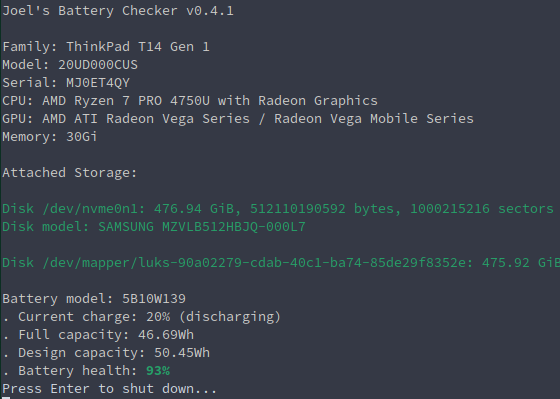 Joel's Battery Checker v0.4.1
Family: ThinkPad T14 Gen 1
Model: 20UD000CUS
Serial: MJ0ET4QY
CPU: AMD Ryzen 7 PRO 4750U with Radeon Graphics
GPU: AMD ATI Radeon Vega Series / Radeon Vega Mobile Series
Memory: 30Gi
Attached Storage:
Disk /dev/nvme0n1: 476.94 GiB, 512110190592 bytes, 1000215216 sectors
Disk model: SAMSUNG MZVLB512HBJQ-000L7
Disk /dev/mapper/luks-90a02279-cdab-40c1-ba74-85de29f8352e: 475.92 GiB
Battery model: 5B10W139
. Current charge: 20% (discharging)
. Full capacity: 46.69Wh
. Design capacity: 50.45Wh
. Battery health: 93%
Press Enter to shut down...